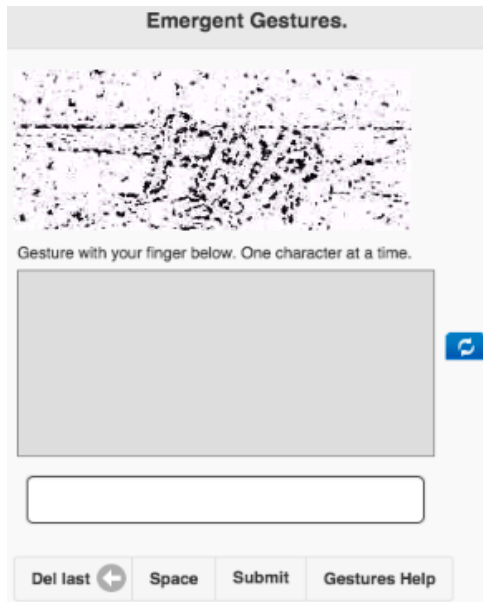 Emergent Gestures.
Gesture with your finger below. One character at a time.
Del last
Space
Submit
Gestures Help